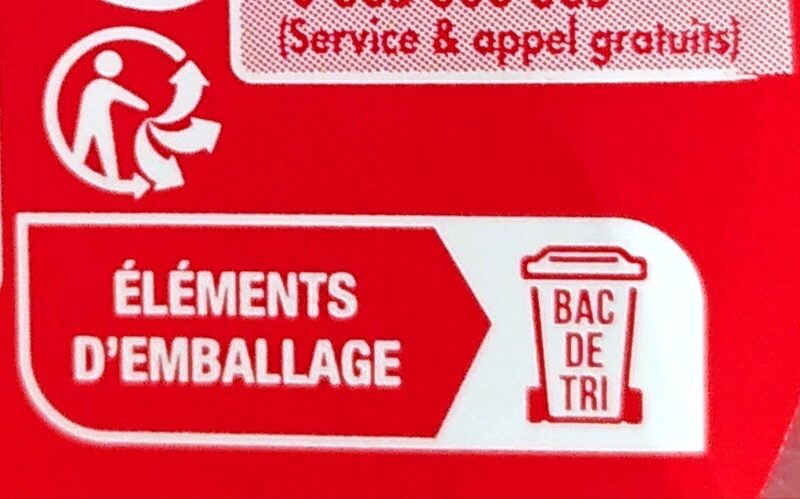 (Service & appel gratuits)
ÉLÉMENTS
D'EMBALLAGE
BAC
DE
TRI